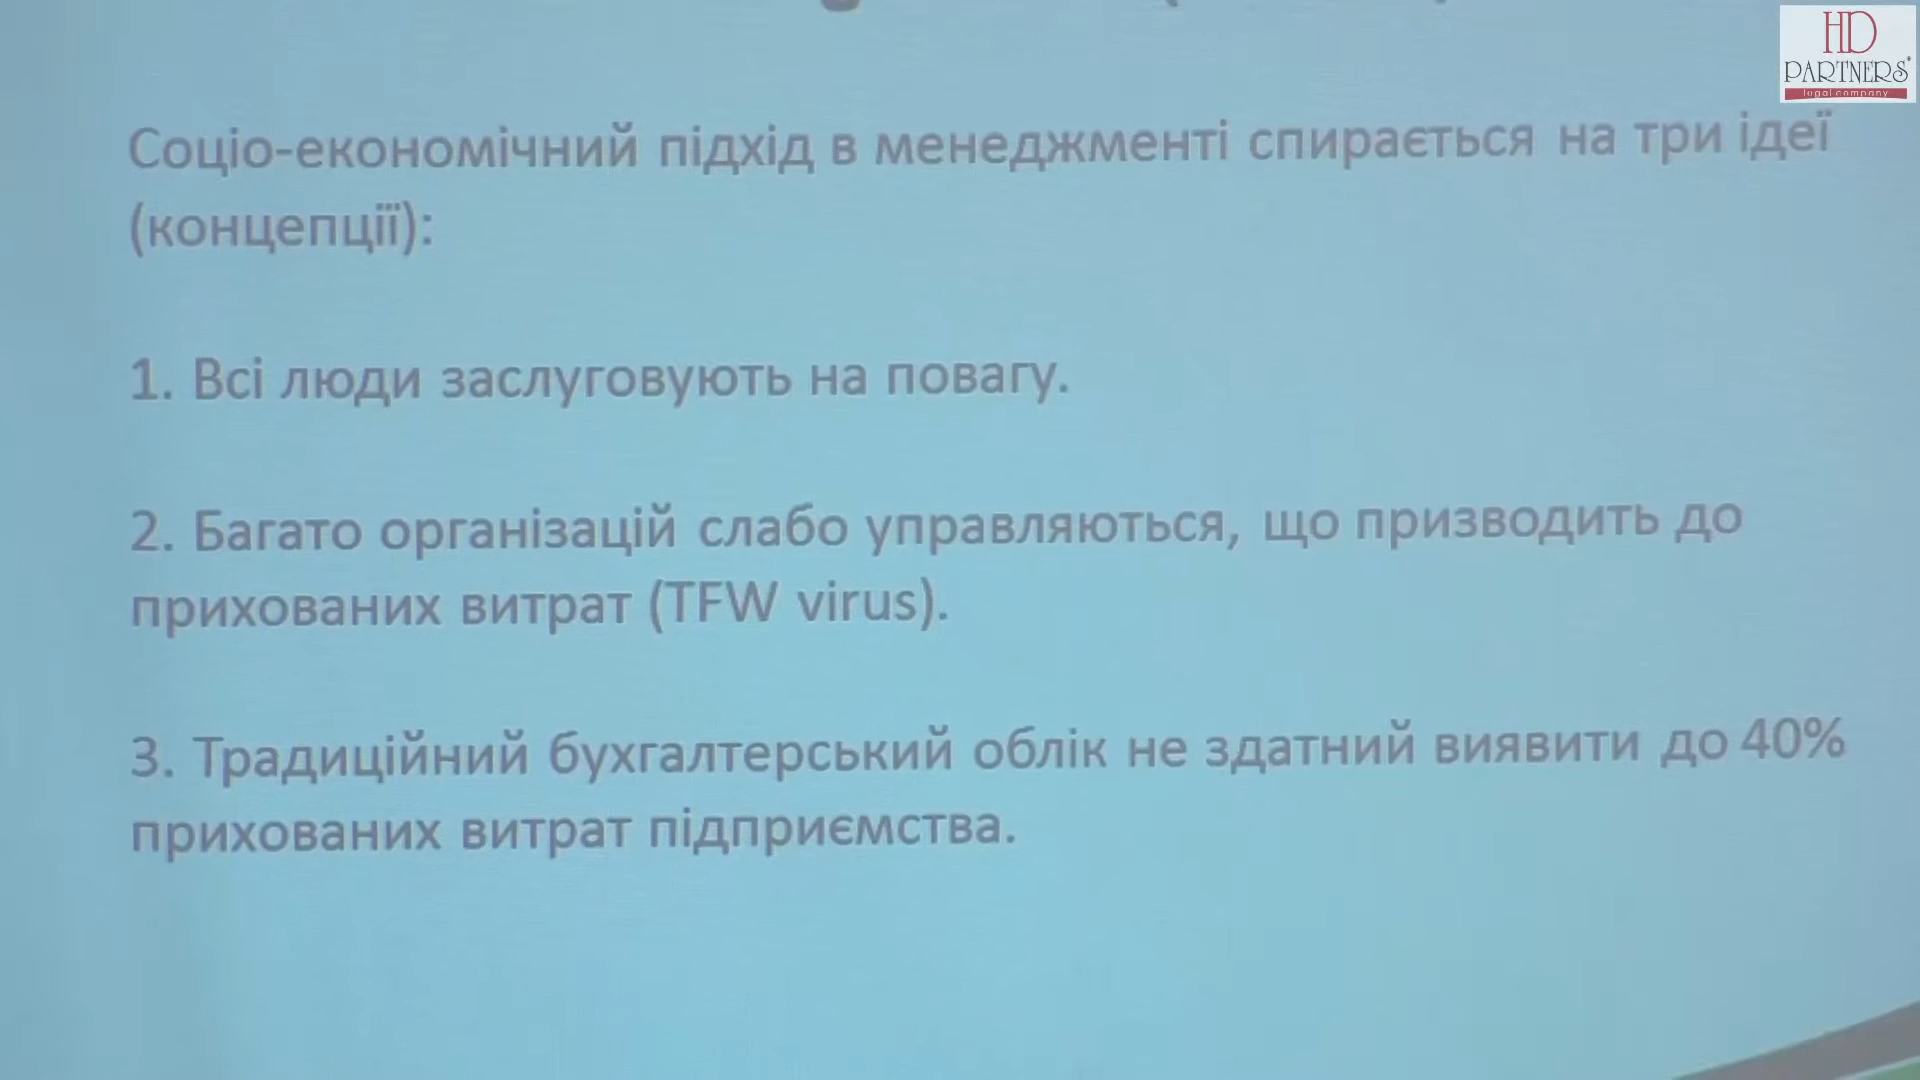 HD
PARTNERS
legal company
Соціо-економічний підхід в менеджменті спирається на три ідеї
(концепції):
1. Всі люди заслуговують на повагу.
2. Багато організацій слабо управляються, що призводить до
прихованих витрат (TFW virus).
3. Традиційний бухгалтерський облік не здатний виявити до 40%
прихованих витрат підприємства.